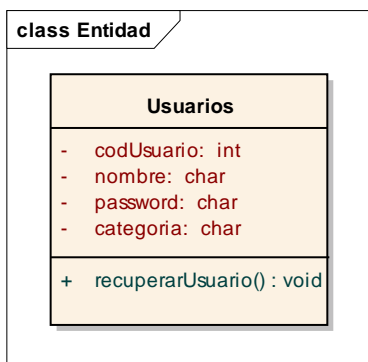 class Entidad
Usuarios
- codUsuario: int
- nombre: char
- password: char
- categoria: char
+ recuperarUsuario() : void